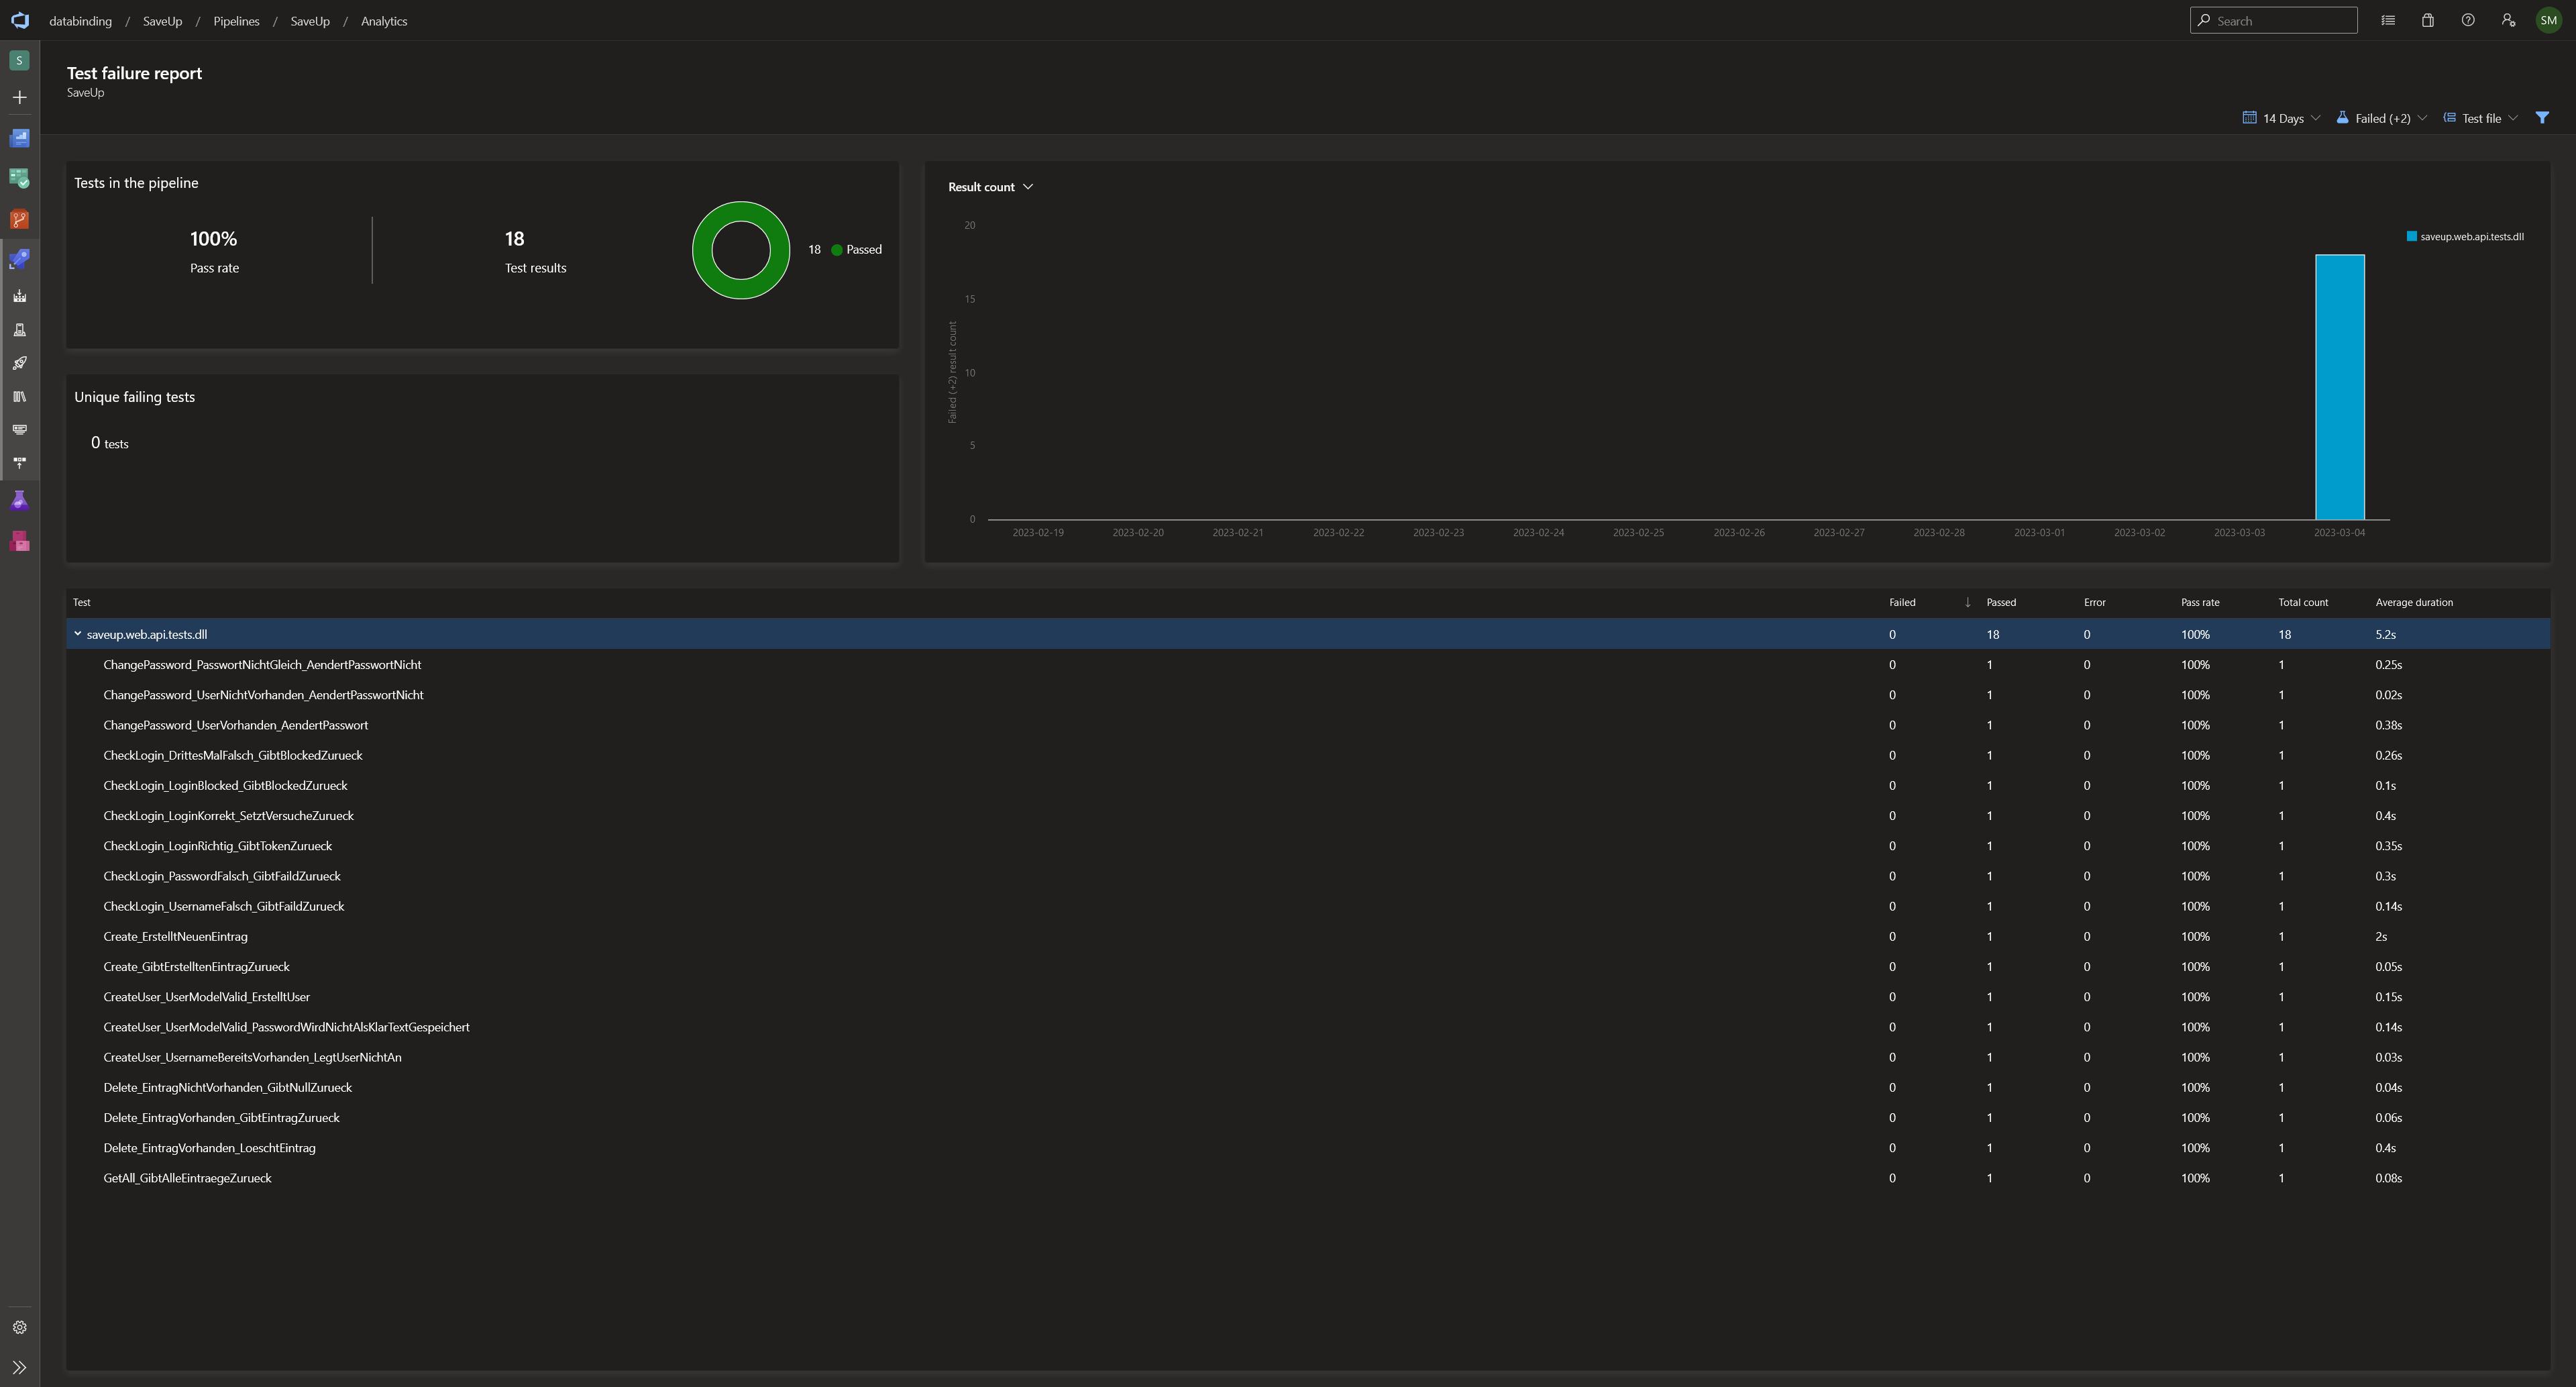 databinding / SaveUp / Pipelines / SaveUp / Analytics
Search
SM
S
Test failure report
SaveUp
14 Days
Failed (+2)
Test file
Tests in the pipeline
100%
Pass rate
18
Test results
18 Passed
Unique failing tests
0 tests
Result count
saveup.web.api.tests.dll
Failed (+2) result count
20
15
10
5
0
2023-02-19 2023-02-20 2023-02-21 2023-02-22 2023-02-23 2023-02-24 2023-02-25 2023-02-26 2023-02-27 2023-02-28 2023-03-01 2023-03-02 2023-03-03 2023-03-04
Test Failed Passed Error Pass rate Total count Average duration
saveup.web.api.tests.dll 0 18 0 100% 18 5.2s
ChangePassword_PasswortNichtGleich_AendertPasswortNicht 0 1 0 100% 1 0.25s
ChangePassword_UserNichtVorhanden_AendertPasswortNicht 0 1 0 100% 1 0.02s
ChangePassword_UserVorhanden_AendertPasswort 0 1 0 100% 1 0.38s
CheckLogin_DrittesMalFalsch_GibtBlockedZurueck 0 1 0 100% 1 0.26s
CheckLogin_LoginBlocked_GibtBlockedZurueck 0 1 0 100% 1 0.1s
CheckLogin_LoginKorrekt_SetztVersucheZurueck 0 1 0 100% 1 0.4s
CheckLogin_LoginRichtig_GibtTokenZurueck 0 1 0 100% 1 0.35s
CheckLogin_PasswordFalsch_GibtFaildZurueck 0 1 0 100% 1 0.3s
CheckLogin_UsernameFalsch_GibtFaildZurueck 0 1 0 100% 1 0.14s
Create_ErstelltNeuenEintrag 0 1 0 100% 1 2s
Create_GibtErstelltenEintragZurueck 0 1 0 100% 1 0.05s
CreateUser_UserModelValid_ErstelltUser 0 1 0 100% 1 0.15s
CreateUser_UserModelValid_PasswordWirdNichtAlsKlarTextGespeichert 0 1 0 100% 1 0.14s
CreateUser_UsernameBereitsVorhanden_LegtUserNichtAn 0 1 0 100% 1 0.03s
Delete_EintragNichtVorhanden_GibtNullZurueck 0 1 0 100% 1 0.04s
Delete_EintragVorhanden_GibtEintragZurueck 0 1 0 100% 1 0.06s
Delete_EintragVorhanden_LoeschtEintrag 0 1 0 100% 1 0.4s
GetAll_GibtAlleEintraegeZurueck 0 1 0 100% 1 0.08s